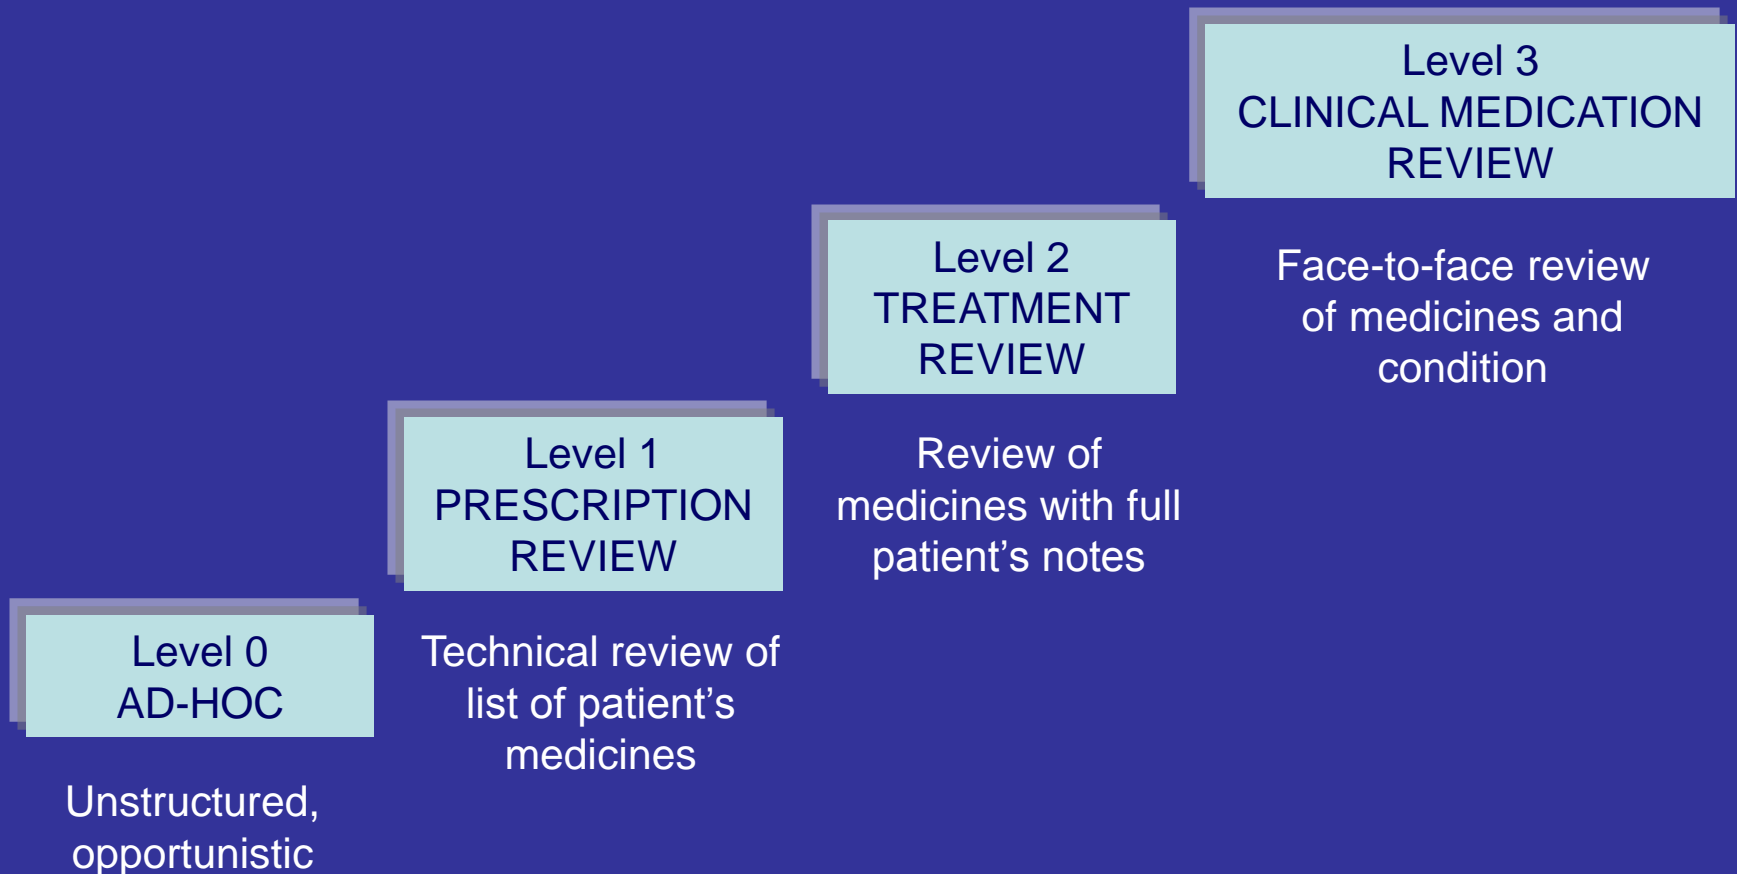 Level 3
CLINICAL MEDICATION
REVIEW
Face-to-face review
of medicines and
condition
Level 2
TREATMENT
REVIEW
Review of
medicines with full
patient’s notes
Level 1
PRESCRIPTION
REVIEW
Technical review of
list of patient’s
medicines
Level 0
AD-HOC
Unstructured,
opportunistic